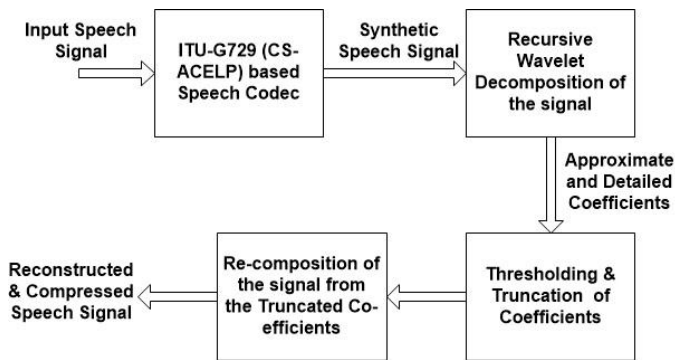 Input Speech
Signal
ITU-G729 (CS-
ACELP) based
Speech Codec
Synthetic
Speech Signal
Recursive
Wavelet
Decomposition of
the signal
Approximate
and Detailed
Coefficients
Thresholding &
Truncation of
Coefficients
Re-composition of
the signal from
the Truncated Co-
efficients
Reconstructed
& Compressed
Speech Signal